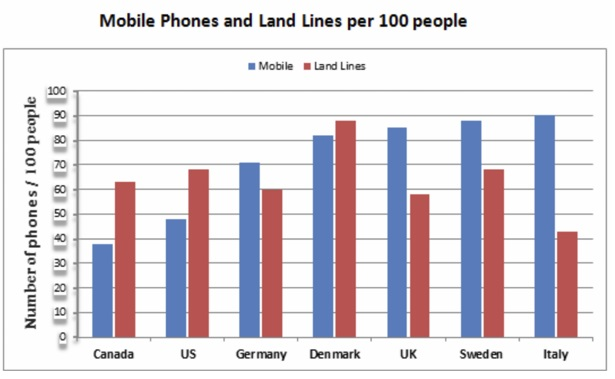 Mobile Phones and Land Lines per 100 people
Mobile Land Lines
Number of phones / 100 people
100
90
80
70
60
50
40
30
20
10
0
Canada US Germany Denmark UK Sweden Italy